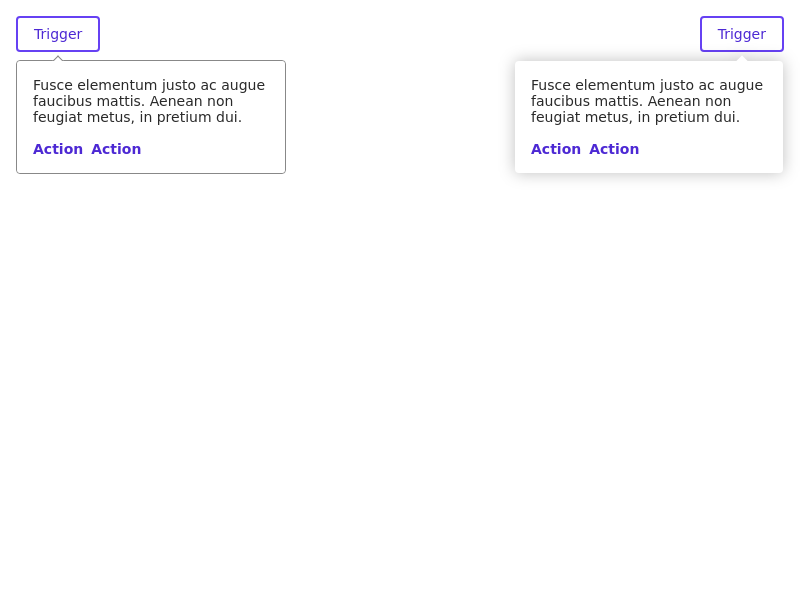 Trigger
Fusce elementum justo ac augue
faucibus mattis. Aenean non
feugiat metus, in pretium dui.
Action Action
Trigger
Fusce elementum justo ac augue
faucibus mattis. Aenean non
feugiat metus, in pretium dui.
Action Action